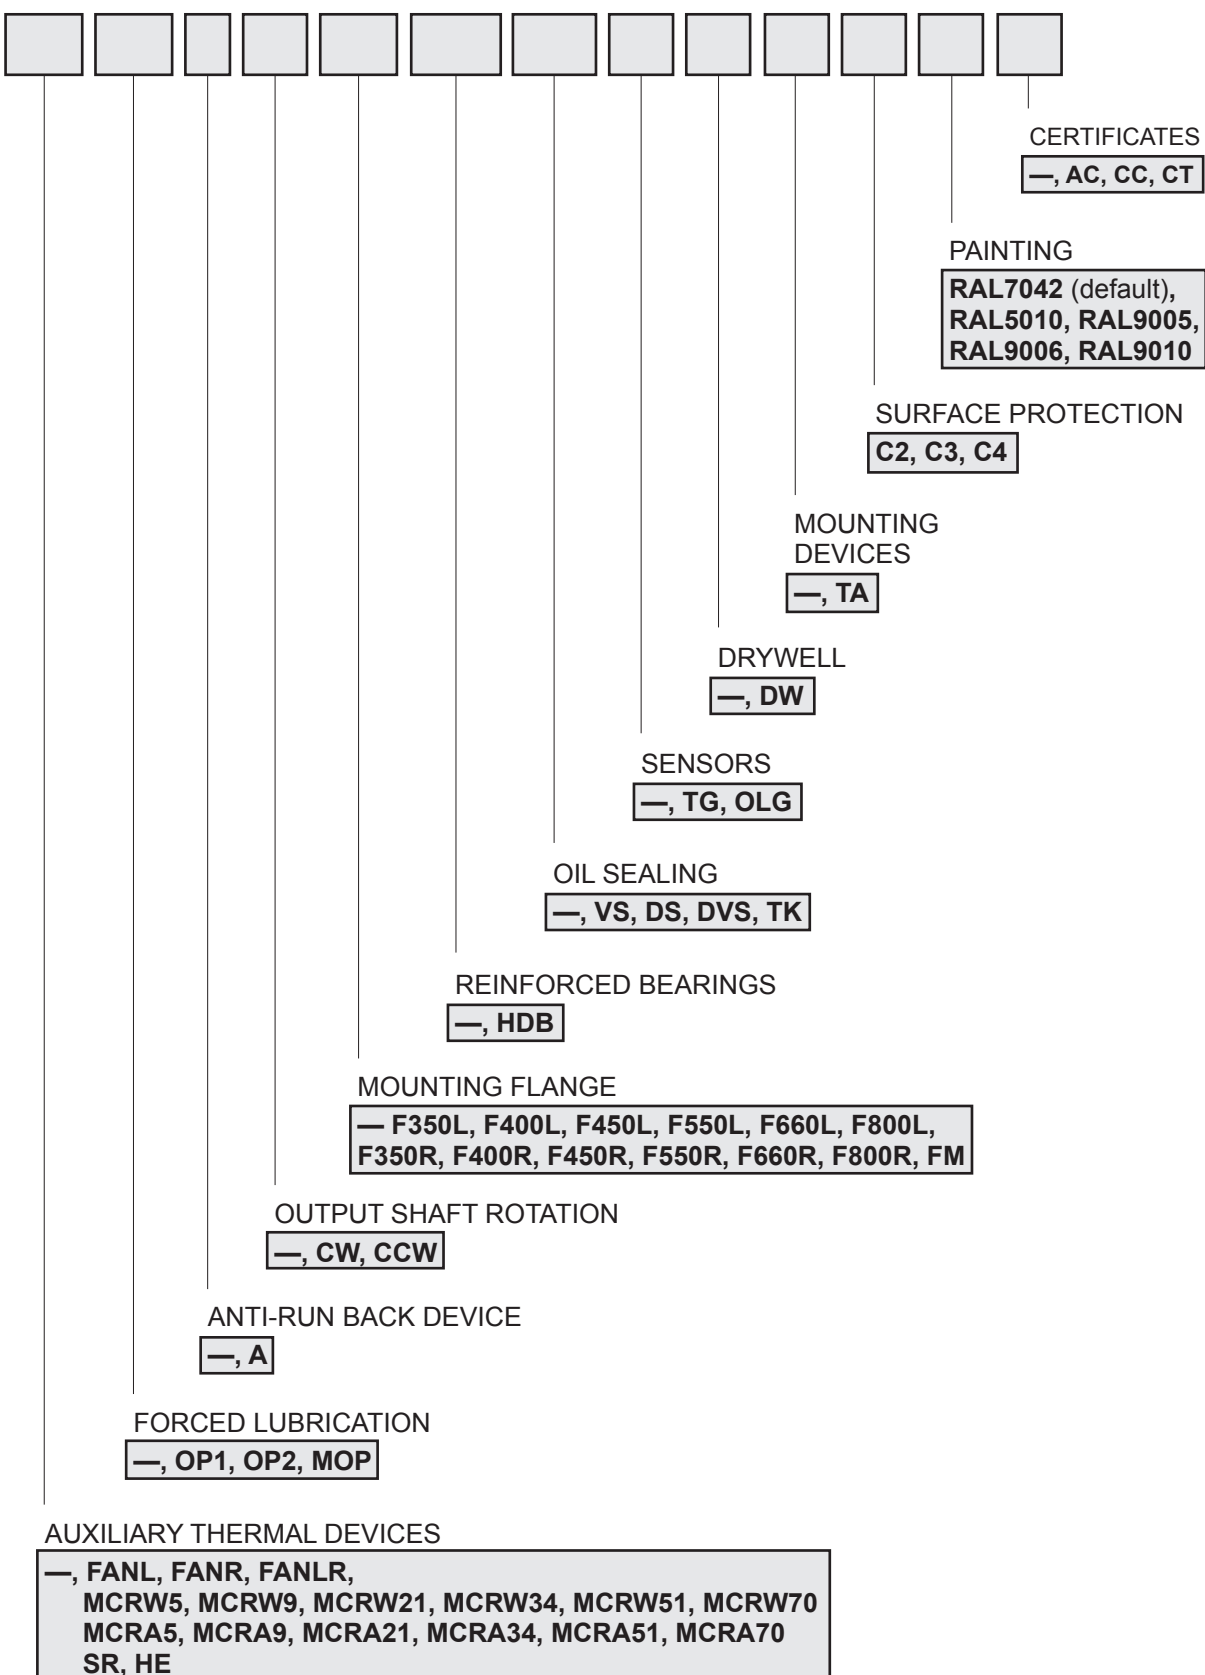 CERTIFICATES
—, AC, CC, CT
PAINTING
RAL7042 (default),
RAL5010, RAL9005,
RAL9006, RAL9010
SURFACE PROTECTION
C2, C3, C4
MOUNTING
DEVICES
—, TA
DRYWELL
—, DW
SENSORS
—, TG, OLG
OIL SEALING
—, VS, DS, DVS, TK
REINFORCED BEARINGS
—, HDB
MOUNTING FLANGE
— F350L, F400L, F450L, F550L, F660L, F800L,
F350R, F400R, F450R, F550R, F660R, F800R, FM
OUTPUT SHAFT ROTATION
—, CW, CCW
ANTI-RUN BACK DEVICE
—, A
FORCED LUBRICATION
—, OP1, OP2, MOP
AUXILIARY THERMAL DEVICES
—, FANL, FANR, FANLR,
MCRW5, MCRW9, MCRW21, MCRW34, MCRW51, MCRW70
MCRA5, MCRA9, MCRA21, MCRA34, MCRA51, MCRA70
SR, HE